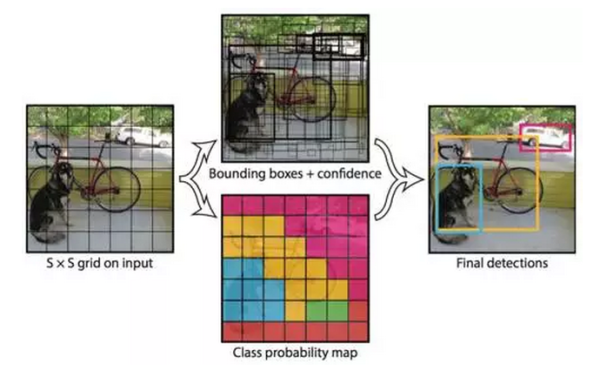 Bounding boxes + confidence
S × S grid on input
Final detections
Class probability map